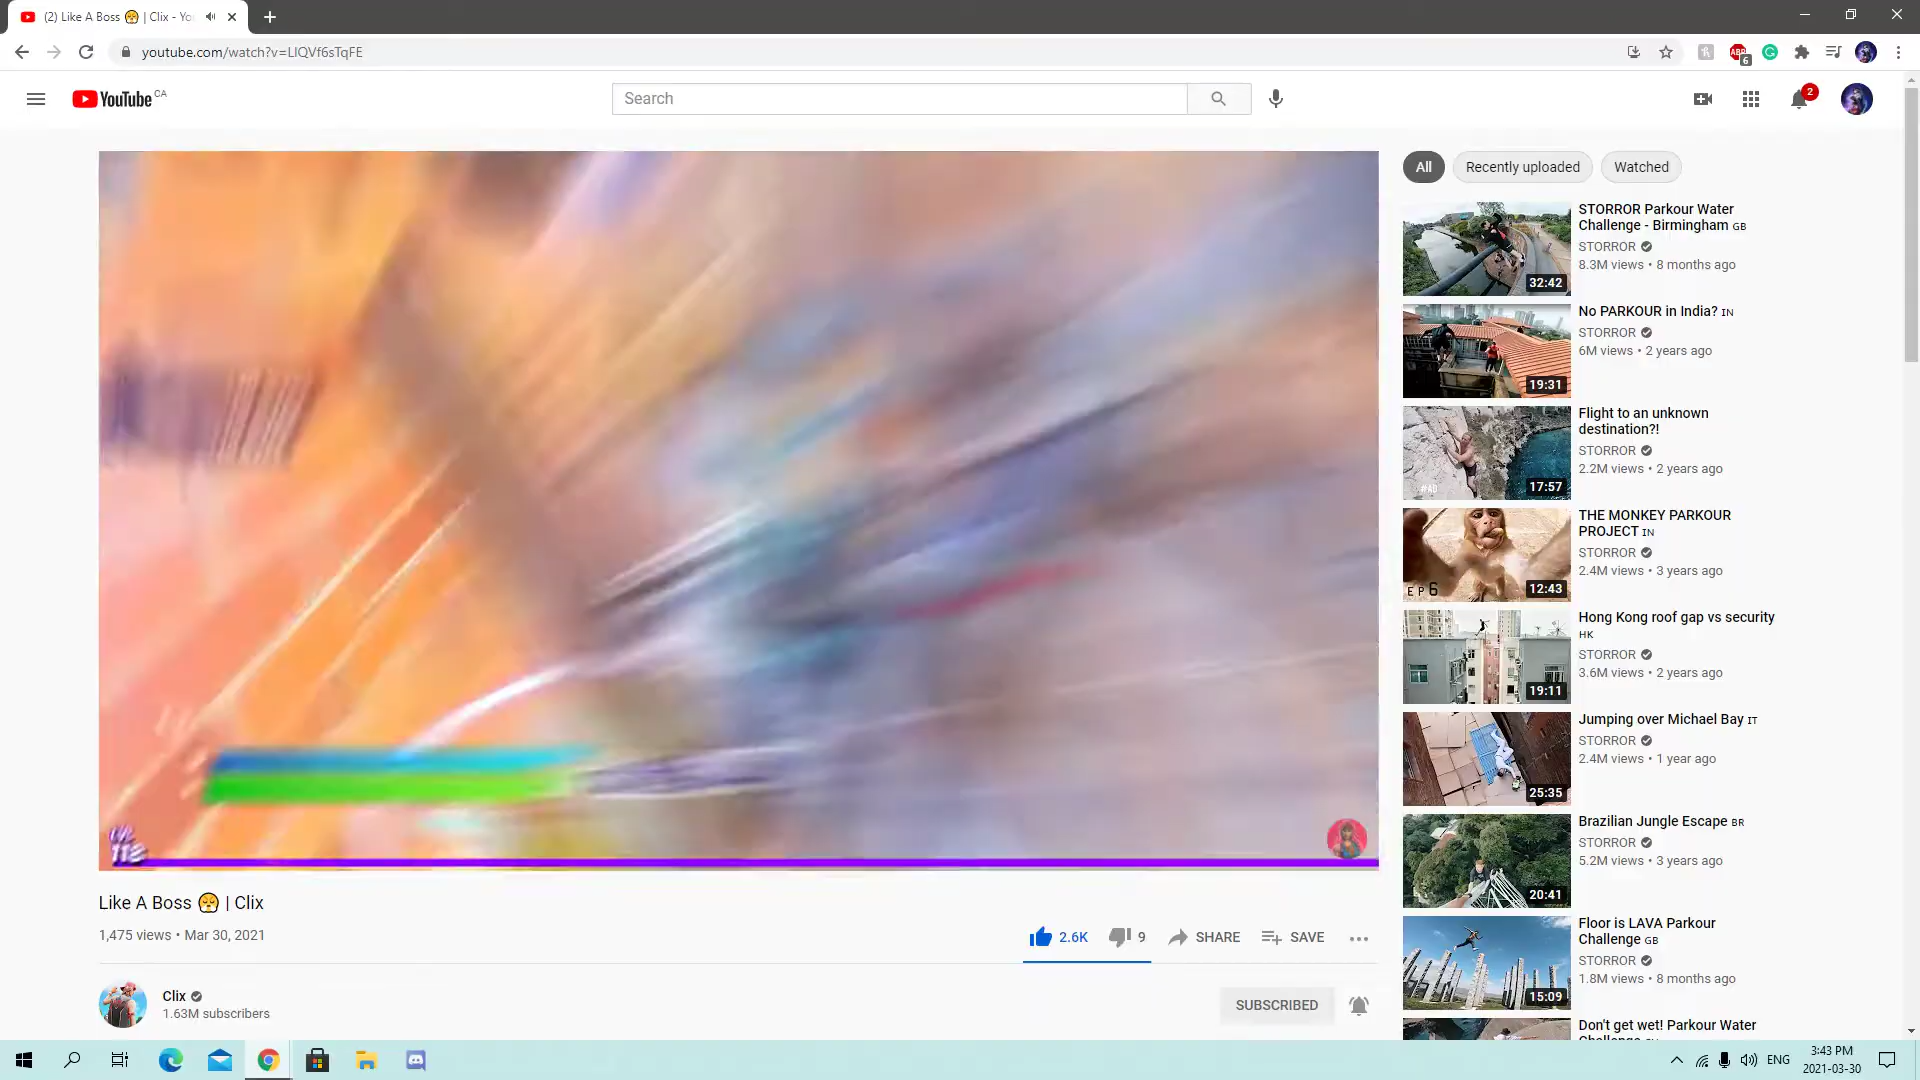 (2) Like A Boss 😤 | Clix - Yo
youtube.com/watch?v=LlQVf6sTqFE
ABP
6
YouTube CA
Search
2
All
Recently uploaded
Watched
STORROR Parkour Water
Challenge - Birmingham GB
STORROR
8.3M views • 8 months ago
32:42
No PARKOUR in India? IN
STORROR
6M views • 2 years ago
19:31
Flight to an unknown
destination?!
STORROR
2.2M views • 2 years ago
#AD
17:57
THE MONKEY PARKOUR
PROJECT IN
STORROR
2.4M views • 3 years ago
EP 6
12:43
Hong Kong roof gap vs security
HK
STORROR
3.6M views • 2 years ago
19:11
Jumping over Michael Bay IT
STORROR
2.4M views • 1 year ago
25:35
Brazilian Jungle Escape BR
STORROR
5.2M views • 3 years ago
20:41
Floor is LAVA Parkour
Challenge GB
STORROR
1.8M views • 8 months ago
15:09
Don't get wet! Parkour Water
Like A Boss 😤 | Clix
1,475 views • Mar 30, 2021
2.6K
9
SHARE
SAVE
Clix
1.63M subscribers
SUBSCRIBED
ENG
3:43 PM
2021-03-30